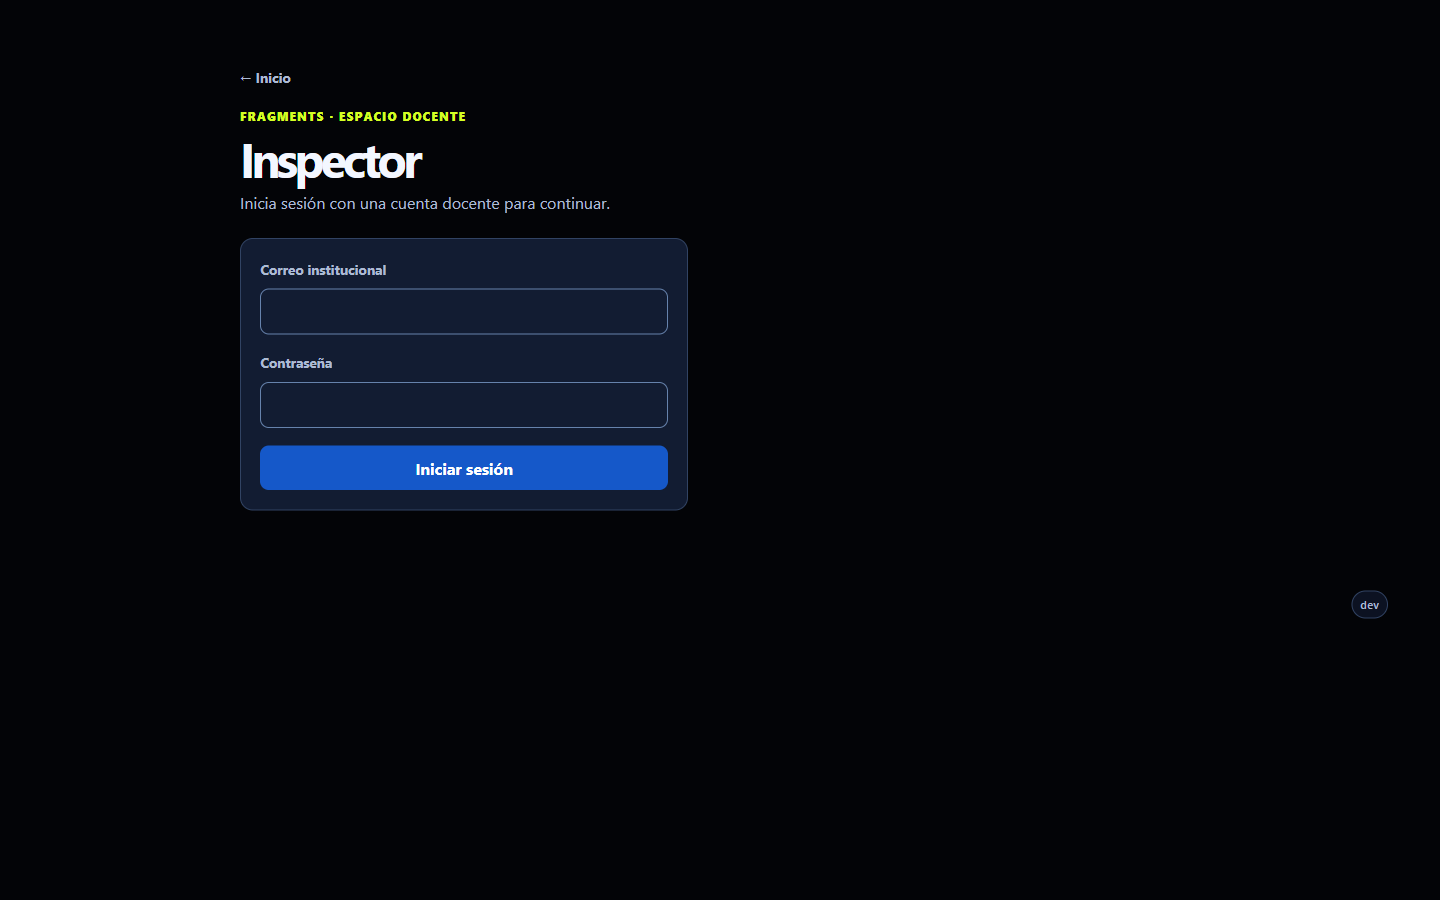 ← Inicio
FRAGMENTS · ESPACIO DOCENTE
Inspector
Inicia sesión con una cuenta docente para continuar.
Correo institucional
Contraseña
Iniciar sesión
dev